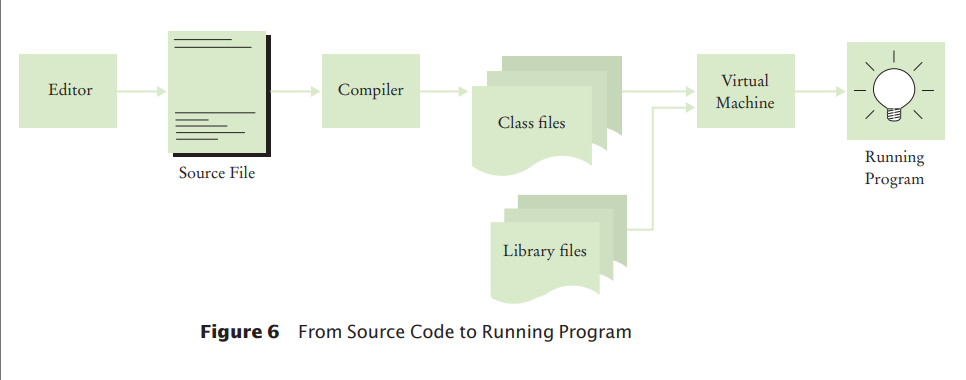 Editor
Source File
Compiler
Class files
Library files
Virtual
Machine
Running
Program
Figure 6 From Source Code to Running Program